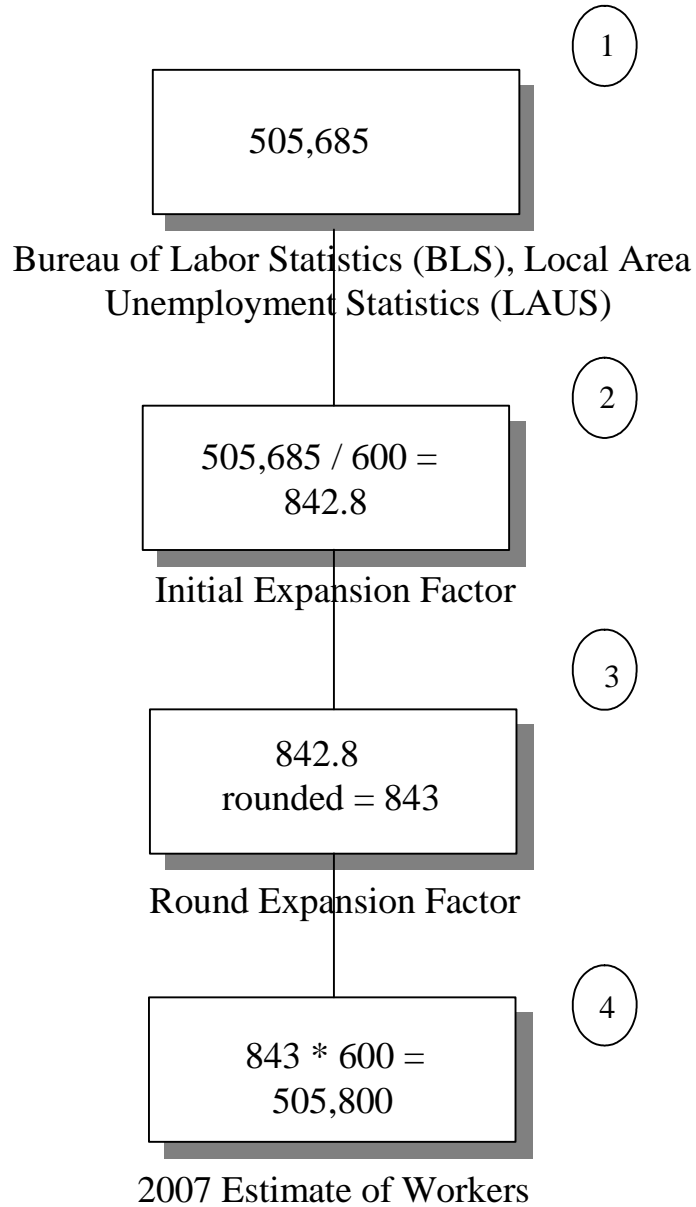 1
505,685
Bureau of Labor Statistics (BLS), Local Area
Unemployment Statistics (LAUS)
2
505,685 / 600 =
842.8
Initial Expansion Factor
3
842.8
rounded = 843
Round Expansion Factor
4
843 * 600 =
505,800
2007 Estimate of Workers